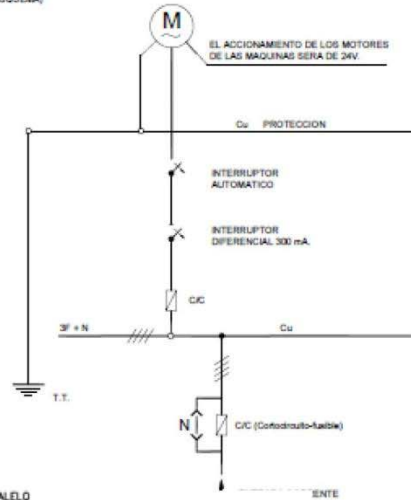 M
EL ACCIONAMIENTO DE LOS MOTORES
DE LAS MAQUINAS SERA DE 24V.
Cu PROTECCION
INTERRUPTOR
AUTOMATICO
INTERRUPTOR
DIFERENCIAL 300 mA.
C/C
3F + N
Cu
T.T.
N
C/C (Cortocircuito-fusible)